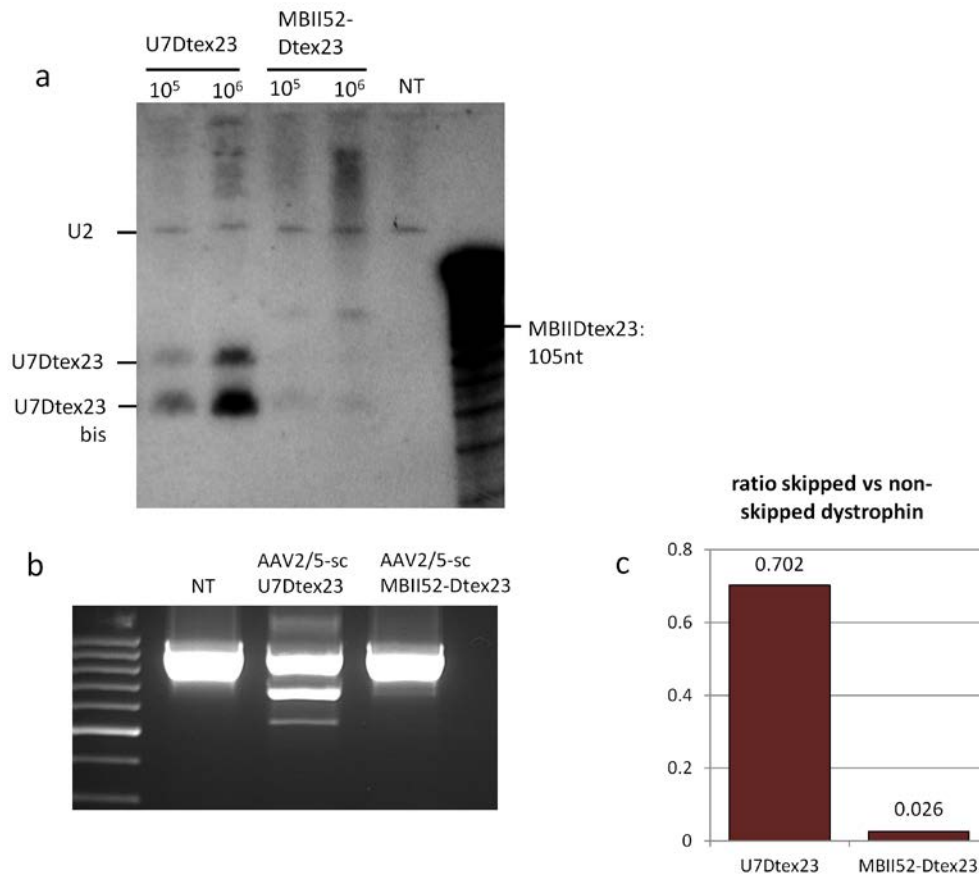 a
U7Dtex23
MBII52-
Dtex23
10⁵ 10⁶ 10⁵ 10⁶ NT
U2
U7Dtex23
U7Dtex23
bis
MBIIDtex23:
105nt
b
NT
AAV2/5-sc
U7Dtex23
AAV2/5-sc
MBII52-Dtex23
c
ratio skipped vs non-
skipped dystrophin
0.8
0.6
0.4
0.2
0
0.702
0.026
U7Dtex23 MBII52-Dtex23